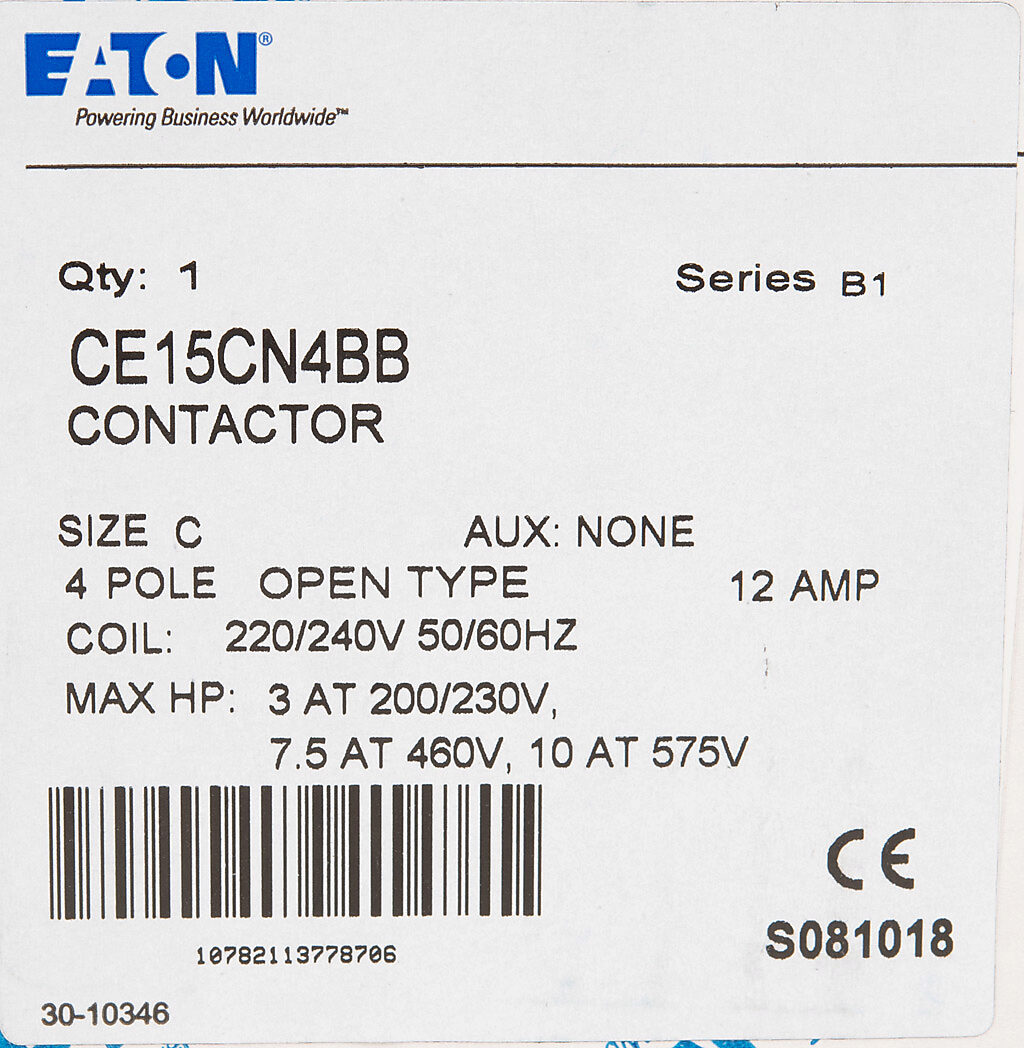 EATON®
Powering Business Worldwide™
Qty: 1 Series B1
CE15CN4BB
CONTACTOR
SIZE C AUX: NONE
4 POLE OPEN TYPE 12 AMP
COIL: 220/240V 50/60HZ
MAX HP: 3 AT 200/230V,
7.5 AT 460V, 10 AT 575V
CE
S081018
10782113778706
30-10346